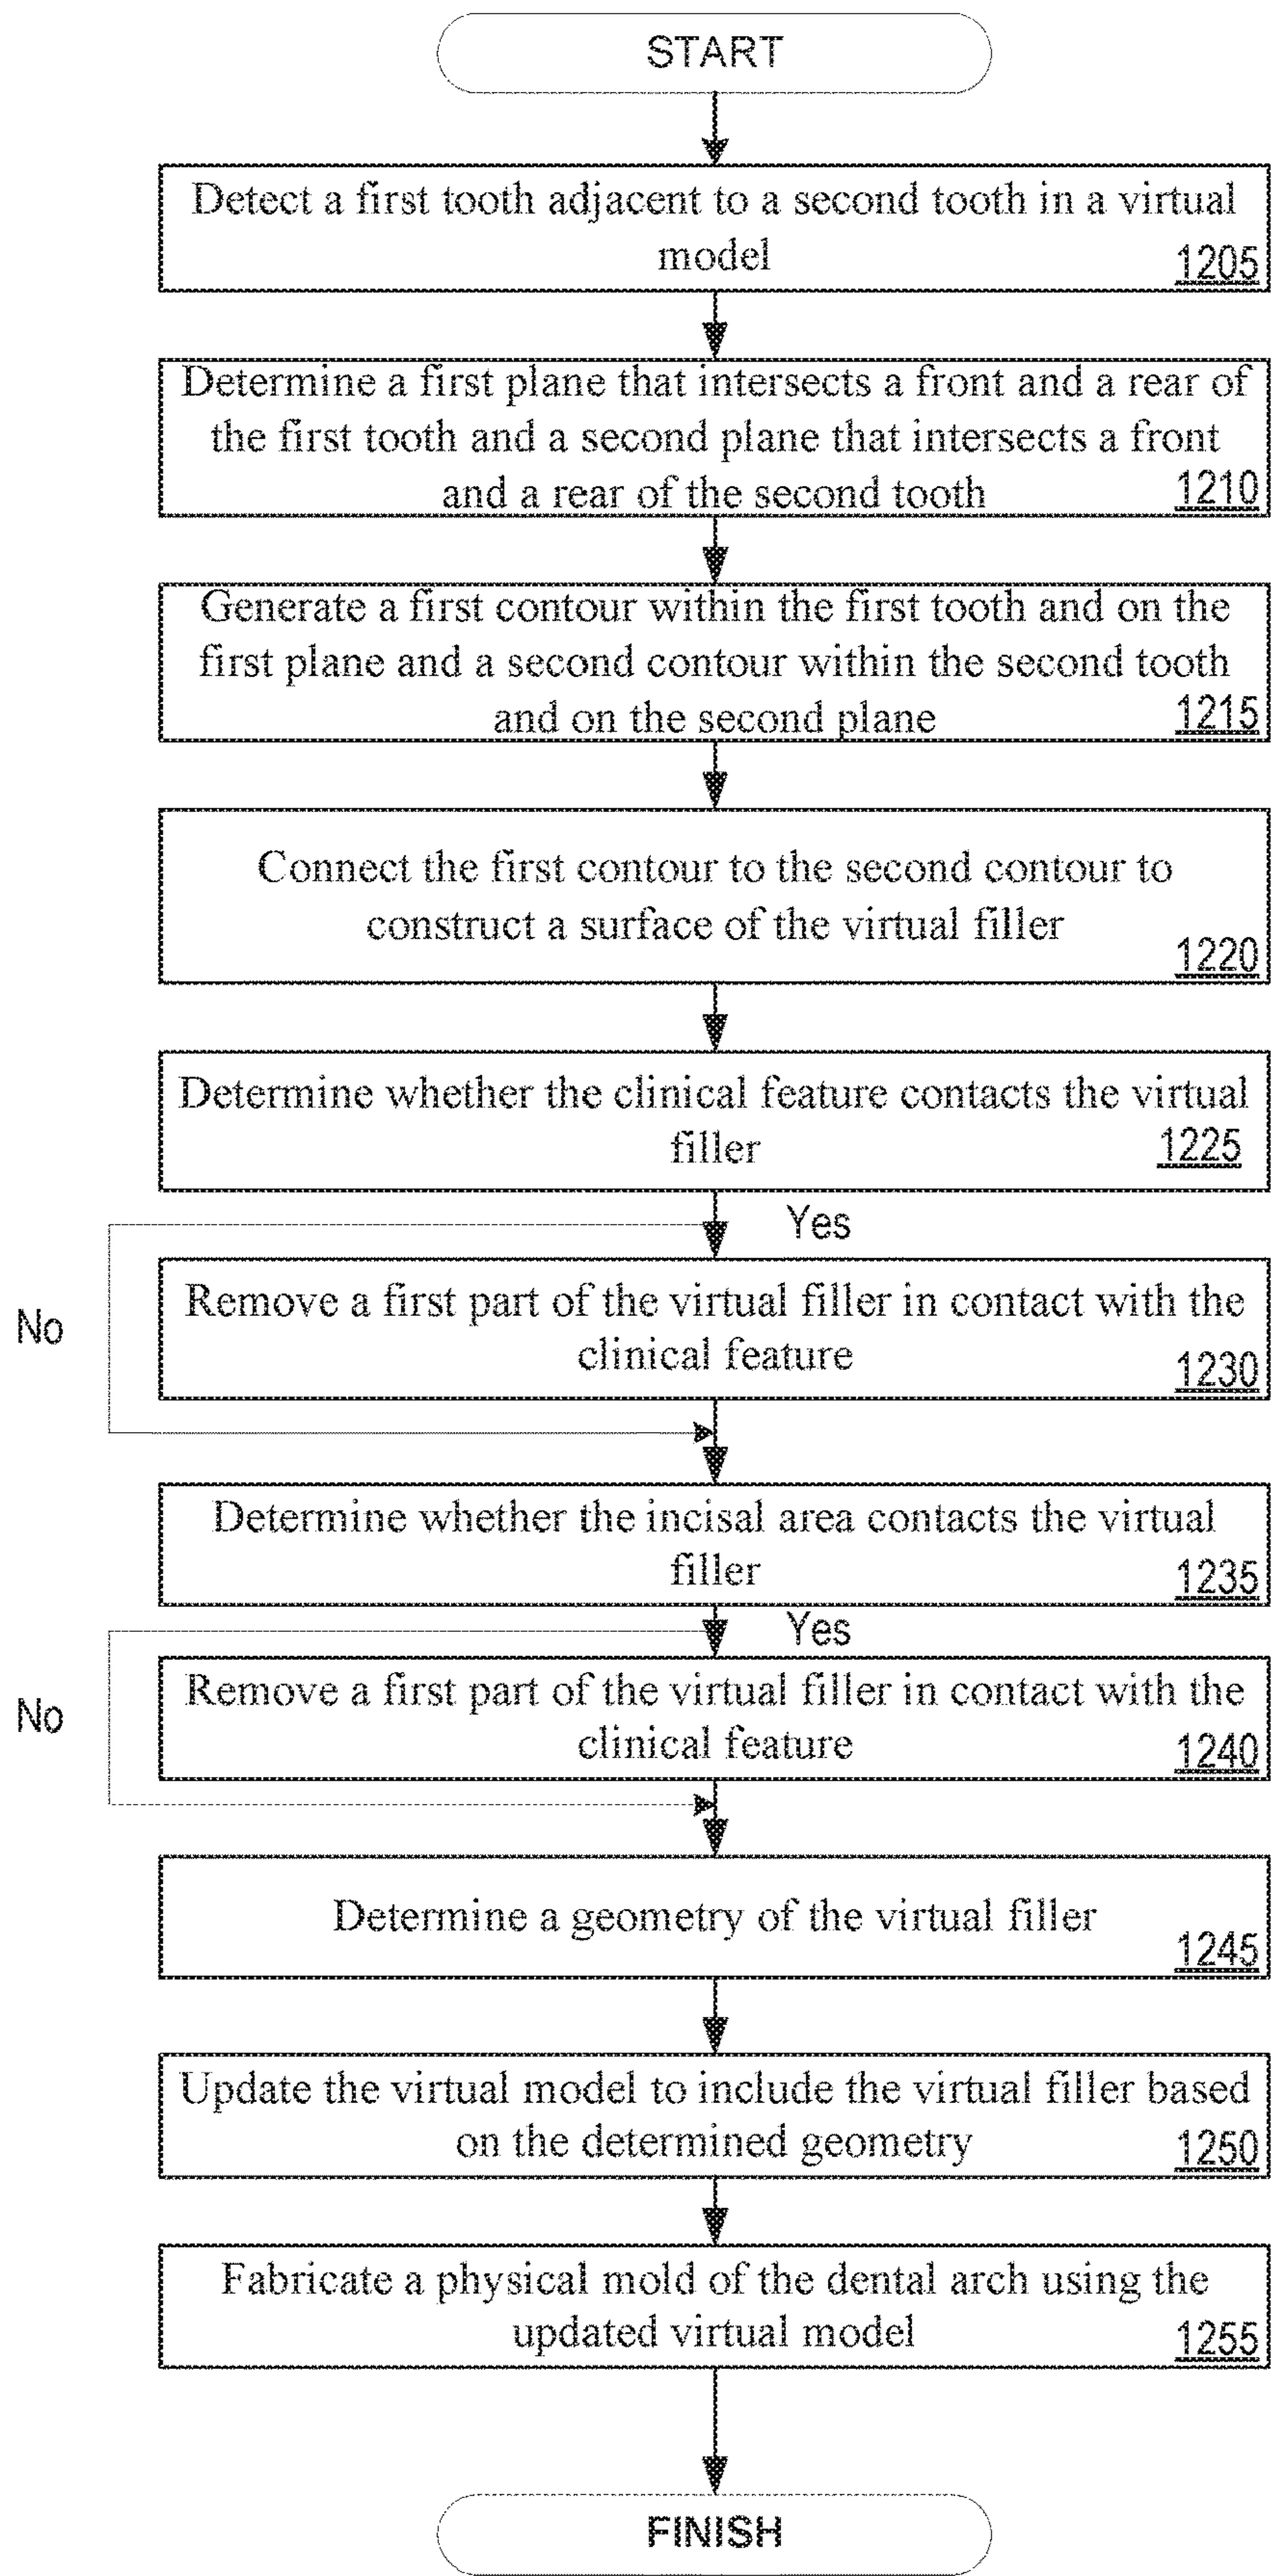 START
Detect a first tooth adjacent to a second tooth in a virtual
model
1205
Determine a first plane that intersects a front and a rear of
the first tooth and a second plane that intersects a front
and a rear of the second tooth
1210
Generate a first contour within the first tooth and on the
first plane and a second contour within the second tooth
and on the second plane
1215
Connect the first contour to the second contour to
construct a surface of the virtual filler
1220
Determine whether the clinical feature contacts the virtual
filler
1225
Yes
No
Remove a first part of the virtual filler in contact with the
clinical feature
1230
Determine whether the incisal area contacts the virtual
filler
1235
Yes
No
Remove a first part of the virtual filler in contact with the
clinical feature
1240
Determine a geometry of the virtual filler
1245
Update the virtual model to include the virtual filler based
on the determined geometry
1250
Fabricate a physical mold of the dental arch using the
updated virtual model
1255
FINISH